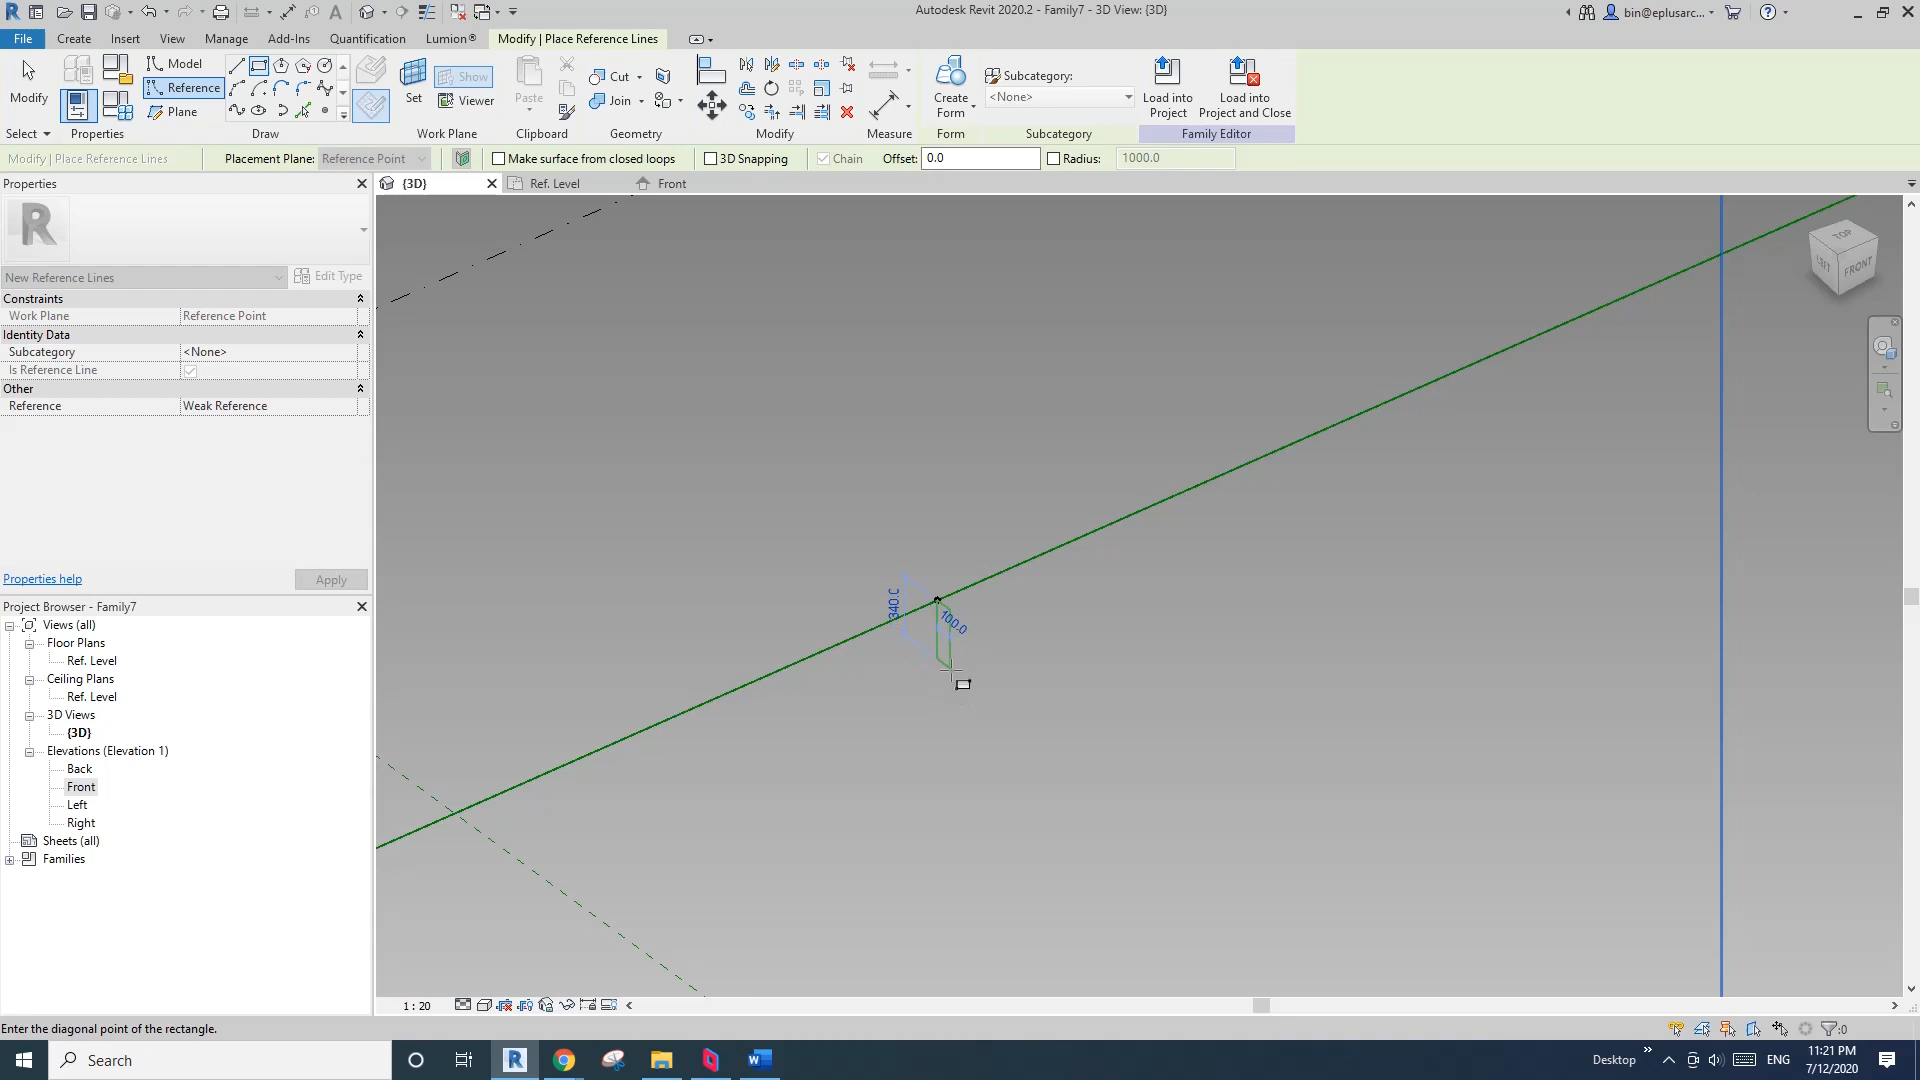 Autodesk Revit 2020.2 - Family7 - 3D View: {3D}
bin@eplusarc...
File Create Insert View Manage Add-Ins Quantification Lumion® Modify | Place Reference Lines
Modify
Select
Properties
Model
Reference
Plane
Draw
Set
Show
Viewer
Work Plane
Paste
Clipboard
Cut
Join
Geometry
Modify
Measure
Create Form
Form
Subcategory:
<None>
Subcategory
Load into Project
Load into Project and Close
Family Editor
Modify | Place Reference Lines Placement Plane: Reference Point Make surface from closed loops 3D Snapping Chain Offset: 0.0 Radius: 1000.0
Properties
{3D} Ref. Level Front
R
New Reference Lines Edit Type
Constraints
Work Plane Reference Point
Identity Data
Subcategory <None>
Is Reference Line
Other
Reference Weak Reference
Properties help Apply
Project Browser - Family7
Views (all)
Floor Plans
Ref. Level
Ceiling Plans
Ref. Level
3D Views
{3D}
Elevations (Elevation 1)
Back
Front
Left
Right
Sheets (all)
Families
TOP
LEFT
FRONT
340.0
100.0
1 : 20
Enter the diagonal point of the rectangle.
:0
Search
Desktop
ENG
11:21 PM
7/12/2020